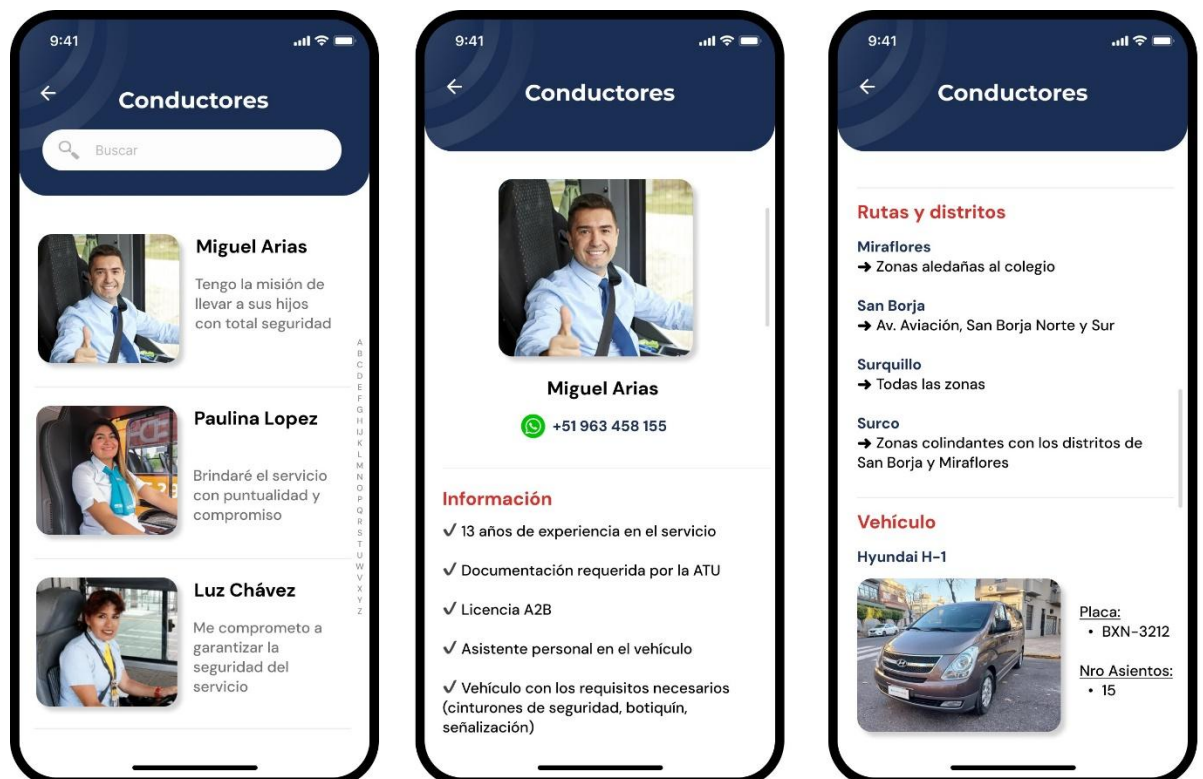 9:41
Conductores
Buscar
Miguel Arias
Tengo la misión de
llevar a sus hijos
con total seguridad
Paulina Lopez
Brindaré el servicio
con puntualidad y
compromiso
Luz Chávez
Me comprometo a
garantizar la
seguridad del
servicio
A
B
C
D
E
F
G
H
IJ
K
L
M
N
O
P
Q
R
S
T
U
W
V
X
Y
Z
9:41
Conductores
Miguel Arias
+51 963 458 155
Información
✓ 13 años de experiencia en el servicio
✓ Documentación requerida por la ATU
✓ Licencia A2B
✓ Asistente personal en el vehículo
✓ Vehículo con los requisitos necesarios
(cinturones de seguridad, botiquín,
señalización)
9:41
Conductores
Rutas y distritos
Miraflores
➜ Zonas aledañas al colegio
San Borja
➜ Av. Aviación, San Borja Norte y Sur
Surquillo
➜ Todas las zonas
Surco
➜ Zonas colindantes con los distritos de
San Borja y Miraflores
Vehículo
Hyundai H-1
Placa:
• BXN-3212
Nro Asientos:
• 15